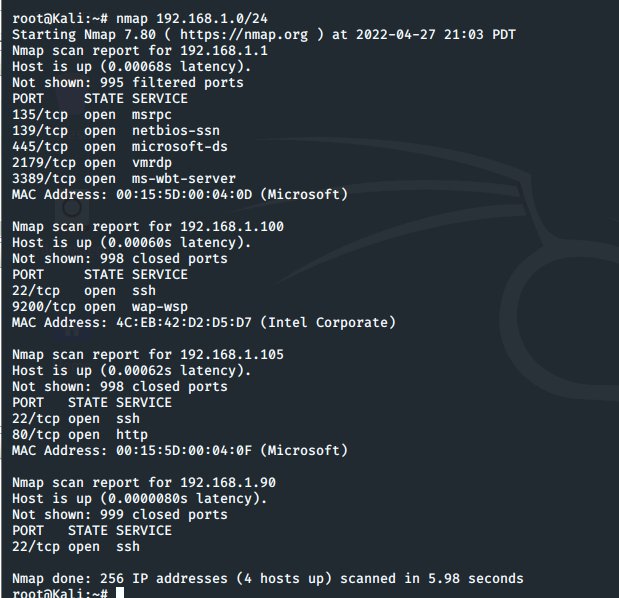 root@Kali:~# nmap 192.168.1.0/24
Starting Nmap 7.80 ( https://nmap.org ) at 2022-04-27 21:03 PDT
Nmap scan report for 192.168.1.1
Host is up (0.00068s latency).
Not shown: 995 filtered ports
PORT     STATE SERVICE
135/tcp  open  msrpc
139/tcp  open  netbios-ssn
445/tcp  open  microsoft-ds
2179/tcp open  vmrdp
3389/tcp open  ms-wbt-server
MAC Address: 00:15:5D:00:04:0D (Microsoft)

Nmap scan report for 192.168.1.100
Host is up (0.00060s latency).
Not shown: 998 closed ports
PORT     STATE SERVICE
22/tcp   open  ssh
9200/tcp open  wap-wsp
MAC Address: 4C:EB:42:D2:D5:D7 (Intel Corporate)

Nmap scan report for 192.168.1.105
Host is up (0.00062s latency).
Not shown: 998 closed ports
PORT   STATE SERVICE
22/tcp open  ssh
80/tcp open  http
MAC Address: 00:15:5D:00:04:0F (Microsoft)

Nmap scan report for 192.168.1.90
Host is up (0.0000080s latency).
Not shown: 999 closed ports
PORT   STATE SERVICE
22/tcp open  ssh

Nmap done: 256 IP addresses (4 hosts up) scanned in 5.98 seconds
root@Kali:~#